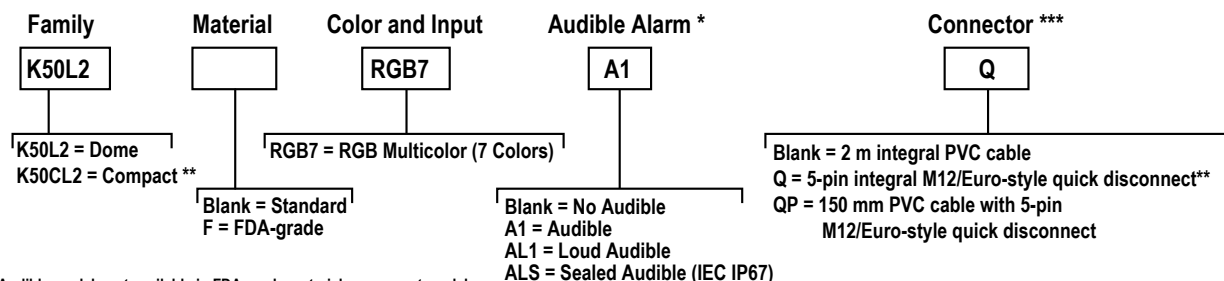 Family Material Color and Input Audible Alarm * Connector ***
K50L2 RGB7 A1 Q
K50L2 = Dome
K50CL2 = Compact **
Blank = Standard
F = FDA-grade
RGB7 = RGB Multicolor (7 Colors)
Blank = No Audible
A1 = Audible
AL1 = Loud Audible
ALS = Sealed Audible (IEC IP67)
Blank = 2 m integral PVC cable
Q = 5-pin integral M12/Euro-style quick disconnect**
QP = 150 mm PVC cable with 5-pin
M12/Euro-style quick disconnect